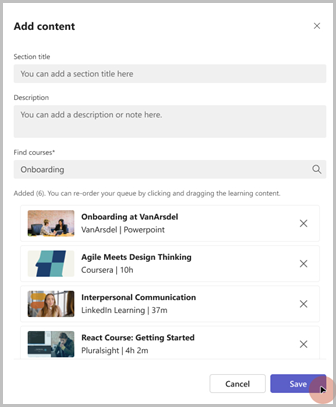 Add content
Section title
You can add a section title here
Description
You can add a description or note here.
Find courses*
Onboarding
Added (6). You can re-order your queue by clicking and dragging the learning content.
Onboarding at VanArsdel
VanArsdel | Powerpoint
Agile Meets Design Thinking
Coursera | 10h
Interpersonal Communication
LinkedIn Learning | 37m
React Course: Getting Started
Pluralsight | 4h 2m
Cancel
Save